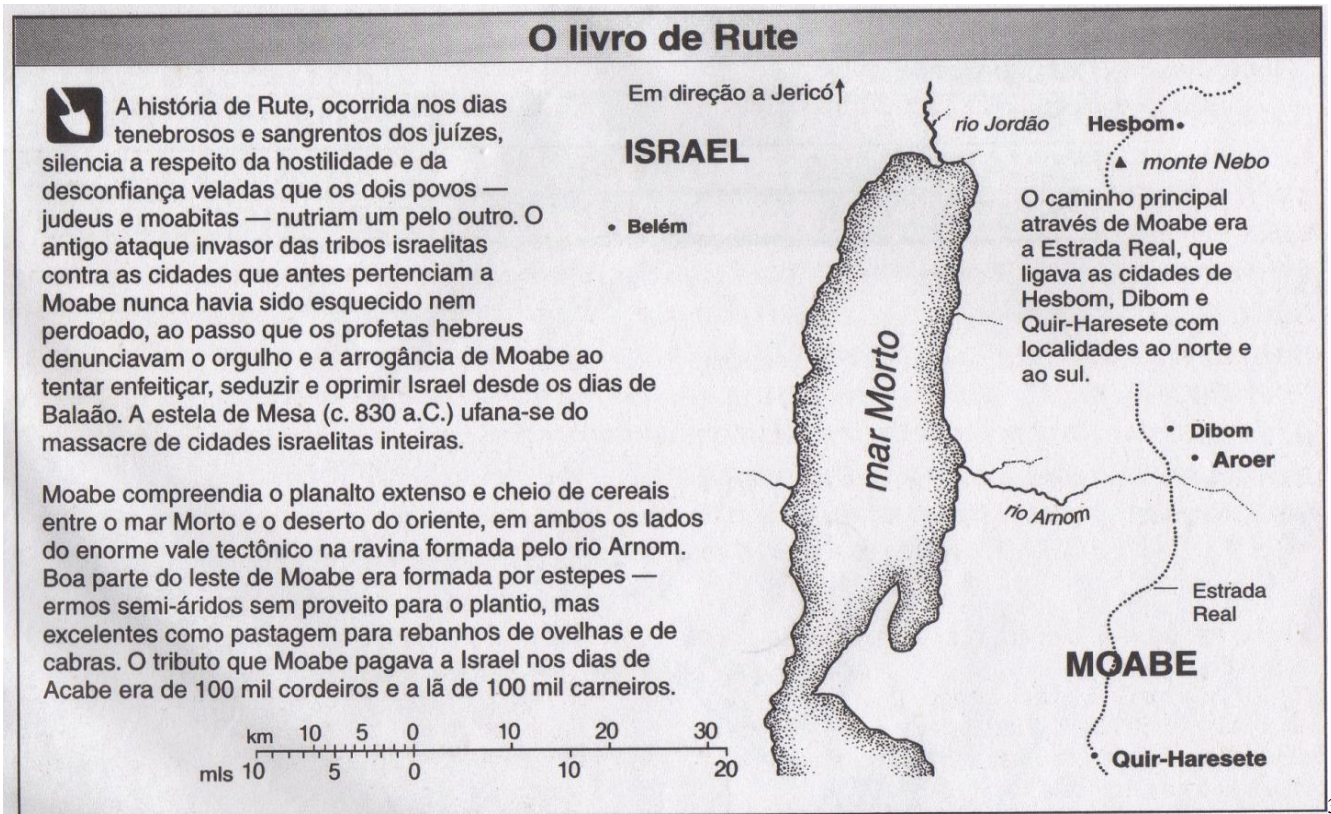 O livro de Rute
A história de Rute, ocorrida nos dias
tenebrosos e sangrentos dos juízes,
silencia a respeito da hostilidade e da
desconfiança veladas que os dois povos —
judeus e moabitas — nutriam um pelo outro. O
antigo ataque invasor das tribos israelitas
contra as cidades que antes pertenciam a
Moabe nunca havia sido esquecido nem
perdoado, ao passo que os profetas hebreus
denunciavam o orgulho e a arrogância de Moabe ao
tentar enfeitiçar, seduzir e oprimir Israel desde os dias de
Balaão. A estela de Mesa (c. 830 a.C.) ufana-se do
massacre de cidades israelitas inteiras.
Moabe compreendia o planalto extenso e cheio de cereais
entre o mar Morto e o deserto do oriente, em ambos os lados
do enorme vale tectônico na ravina formada pelo rio Arnom.
Boa parte do leste de Moabe era formada por estepes —
ermos semi-áridos sem proveito para o plantio, mas
excelentes como pastagem para rebanhos de ovelhas e de
cabras. O tributo que Moabe pagava a Israel nos dias de
Acabe era de 100 mil cordeiros e a lã de 100 mil carneiros.
km 10 5 0 10 20 30
mls 10 5 0 10 20
Em direção a Jericó↑
ISRAEL
Belém
rio Jordão
Hesbom
monte Nebo
O caminho principal
através de Moabe era
a Estrada Real, que
ligava as cidades de
Hesbom, Dibom e
Quir-Haresete com
localidades ao norte e
ao sul.
mar Morto
Dibom
Aroer
rio Arnom
Estrada
Real
MOABE
Quir-Haresete